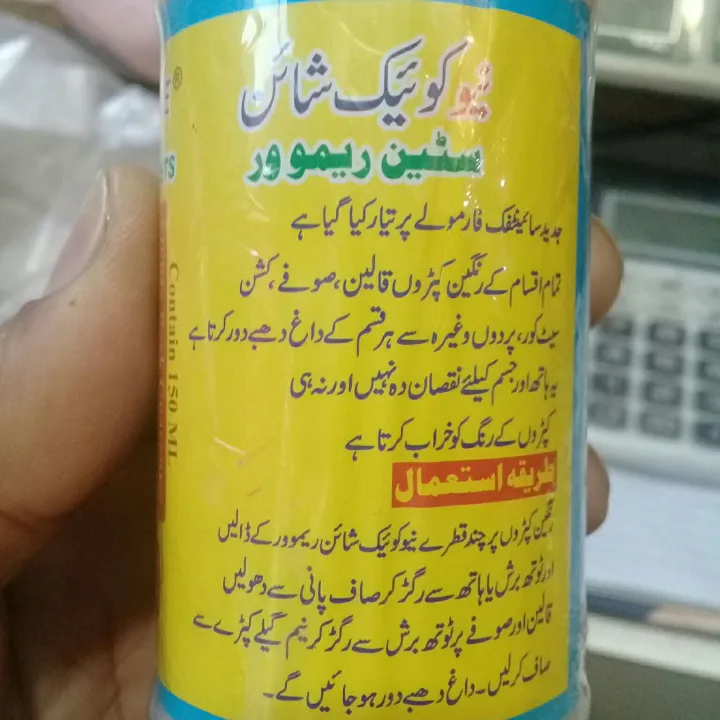 نیو کوئیک شائن
سٹین ریموور
جدید سائینٹفک فارمولے پر تیار کیا گیا ہے
تمام اقسام کے رنگین کپڑوں قالین، صوفے، کشن
سیٹ کور، پردوں وغیرہ سے ہر قسم کے داغ دھبے دور کرتا ہے
یہ ہاتھ اور جسم کیلئے نقصان دہ نہیں اور نہ ہی
کپڑوں کے رنگ کو خراب کرتا ہے
طریقہ استعمال
رنگین کپڑوں پر چند قطرے نیو کوئیک شائن ریموور کے ڈالیں
اور ٹوتھ برش یا ہاتھ سے رگڑ کر صاف پانی سے دھولیں
قالین اور صوفے پر ٹوتھ برش سے رگڑ کر نیم گیلے کپڑے سے
صاف کرلیں۔ داغ دھبے دور ہو جائیں گے۔
Contain 150 ML